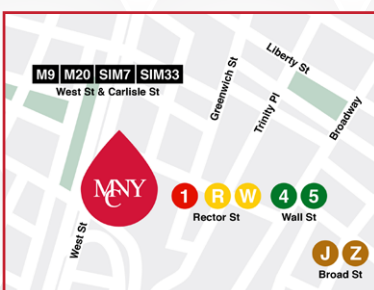 Liberty St
M9 M20 SIM7 SIM33
West St & Carlisle St
Greenwich St
Trinity Pl
Broadway
MCNY
1 R W 4 5
Rector St Wall St
West St
J Z
Broad St